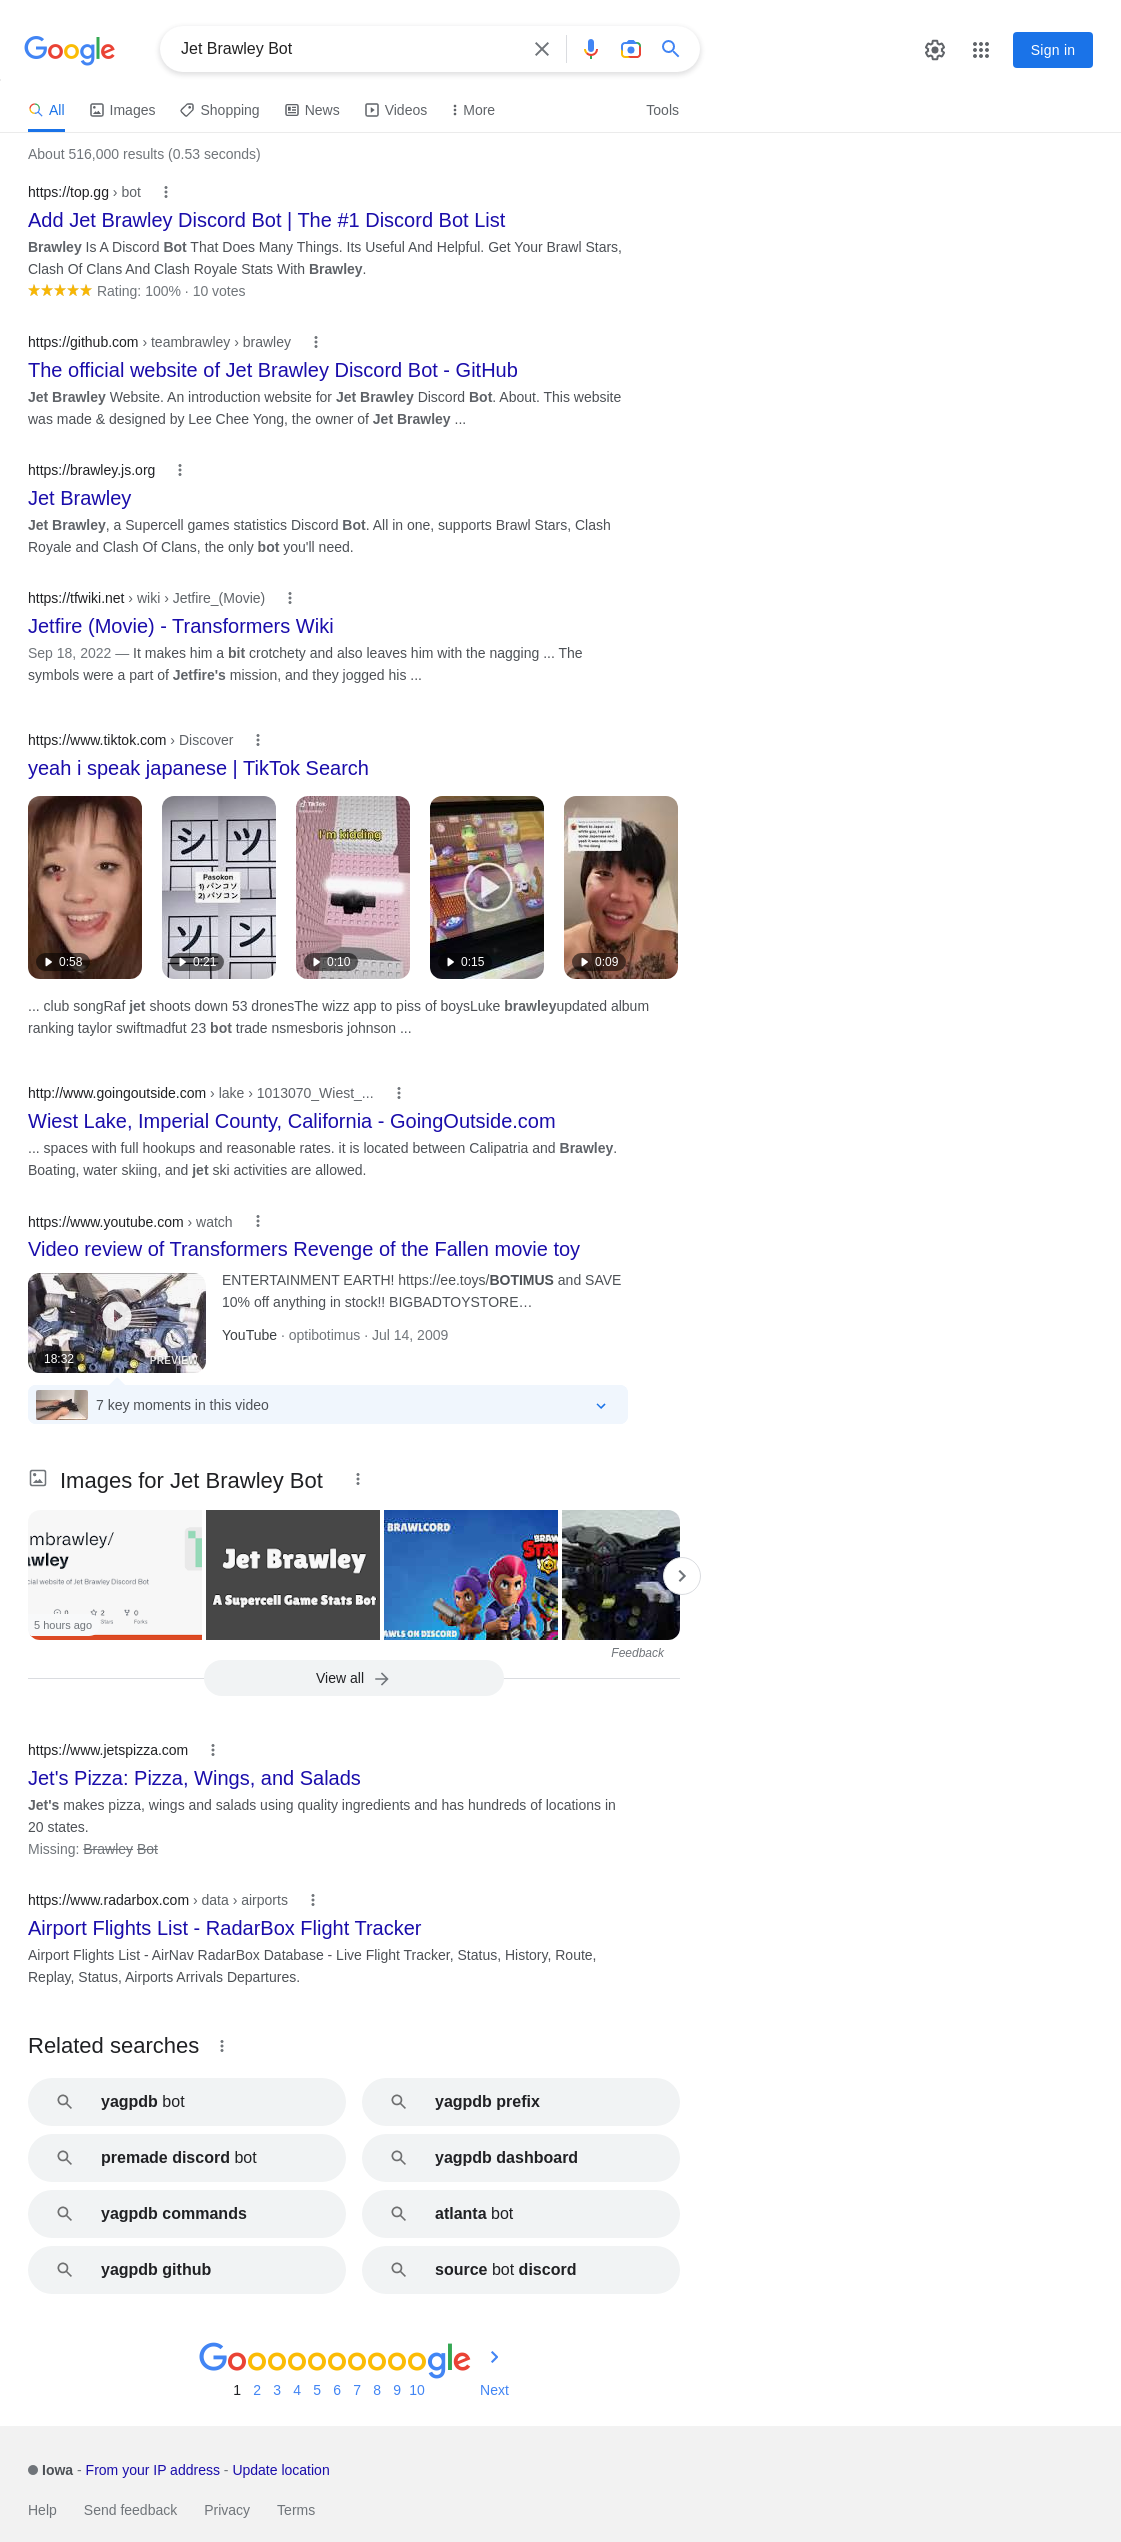 Google
Jet Brawley Bot
Sign in
All Images Shopping News Videos More Tools
About 516,000 results (0.53 seconds)
https://top.gg › bot
Add Jet Brawley Discord Bot | The #1 Discord Bot List
Brawley Is A Discord Bot That Does Many Things. Its Useful And Helpful. Get Your Brawl Stars,
Clash Of Clans And Clash Royale Stats With Brawley.
Rating: 100% · 10 votes
https://github.com › teambrawley › brawley
The official website of Jet Brawley Discord Bot - GitHub
Jet Brawley Website. An introduction website for Jet Brawley Discord Bot. About. This website
was made & designed by Lee Chee Yong, the owner of Jet Brawley ...
https://brawley.js.org
Jet Brawley
Jet Brawley, a Supercell games statistics Discord Bot. All in one, supports Brawl Stars, Clash
Royale and Clash Of Clans, the only bot you'll need.
https://tfwiki.net › wiki › Jetfire_(Movie)
Jetfire (Movie) - Transformers Wiki
Sep 18, 2022 — It makes him a bit crotchety and also leaves him with the nagging ... The
symbols were a part of Jetfire's mission, and they jogged his ...
https://www.tiktok.com › Discover
yeah i speak japanese | TikTok Search
シ ツ
Pasokon
1) パンコソ
2) パソコン
ソ ン
TikTok
I'm kidding
0:58 0:21 0:10 0:15 0:09
... club songRaf jet shoots down 53 dronesThe wizz app to piss of boysLuke brawleyupdated album
ranking taylor swiftmadfut 23 bot trade nsmesboris johnson ...
http://www.goingoutside.com › lake › 1013070_Wiest_...
Wiest Lake, Imperial County, California - GoingOutside.com
... spaces with full hookups and reasonable rates. it is located between Calipatria and Brawley.
Boating, water skiing, and jet ski activities are allowed.
https://www.youtube.com › watch
Video review of Transformers Revenge of the Fallen movie toy
ENTERTAINMENT EARTH! https://ee.toys/BOTIMUS and SAVE
10% off anything in stock!! BIGBADTOYSTORE…
YouTube · optibotimus · Jul 14, 2009
18:32 PREVIEW
7 key moments in this video
Images for Jet Brawley Bot
mbrawley/
awley
cial website of Jet Brawley Discord Bot
0 2 0
Stars Forks
5 hours ago
Jet Brawley
A Supercell Game Stats Bot
BRAWLCORD
BRAW
STA
AWLS ON DISCORD
Feedback
View all
https://www.jetspizza.com
Jet's Pizza: Pizza, Wings, and Salads
Jet's makes pizza, wings and salads using quality ingredients and has hundreds of locations in
20 states.
Missing: Brawley Bot
https://www.radarbox.com › data › airports
Airport Flights List - RadarBox Flight Tracker
Airport Flights List - AirNav RadarBox Database - Live Flight Tracker, Status, History, Route,
Replay, Status, Airports Arrivals Departures.
Related searches
yagpdb bot yagpdb prefix
premade discord bot yagpdb dashboard
yagpdb commands atlanta bot
yagpdb github source bot discord
Goooooooooogle
1 2 3 4 5 6 7 8 9 10 Next
Iowa - From your IP address - Update location
Help Send feedback Privacy Terms